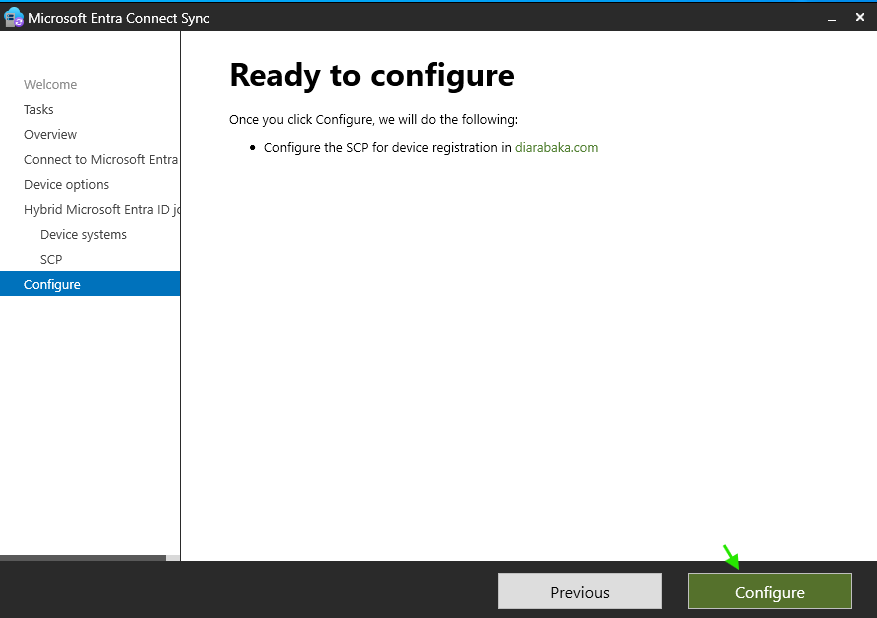 Microsoft Entra Connect Sync
Welcome
Tasks
Overview
Connect to Microsoft Entra
Device options
Hybrid Microsoft Entra ID jo
Device systems
SCP
Configure
Ready to configure
Once you click Configure, we will do the following:
• Configure the SCP for device registration in diarabaka.com
Previous
Configure